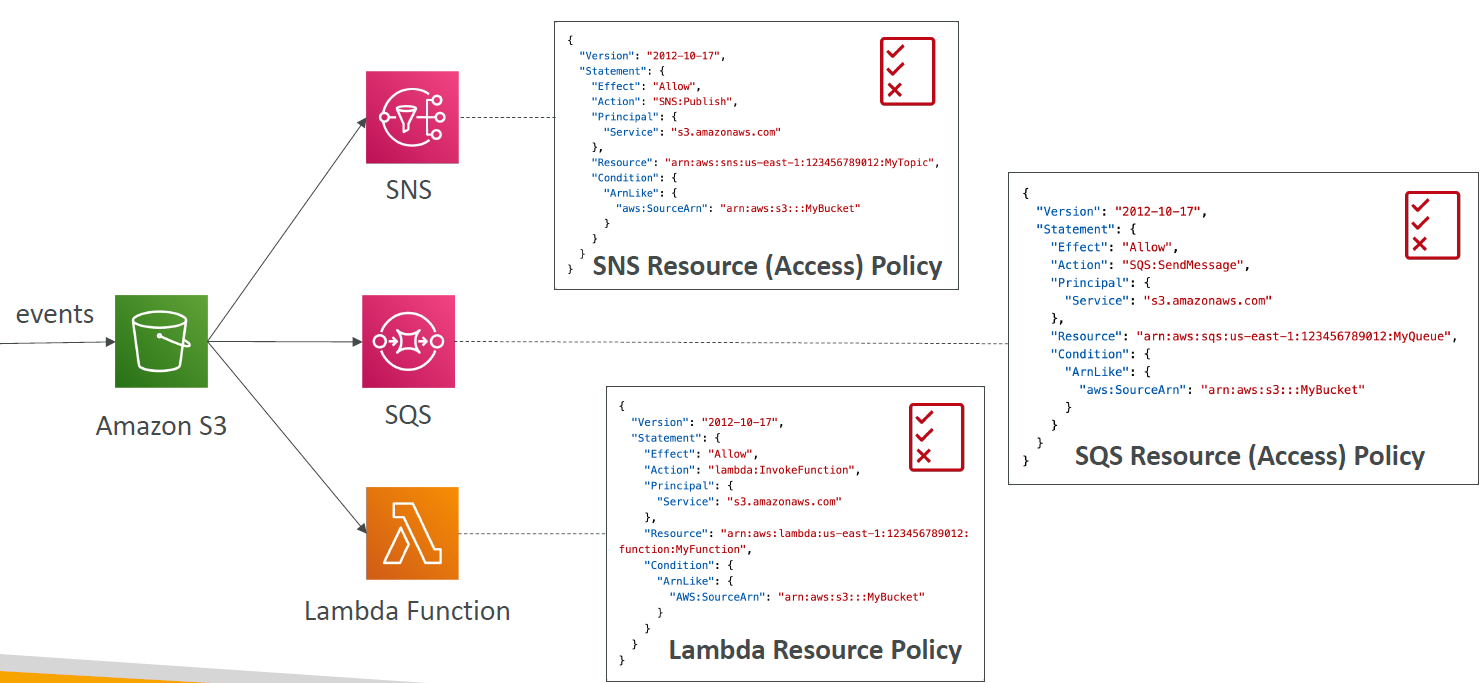 events
Amazon S3
SNS
SQS
Lambda Function
{
"Version": "2012-10-17",
"Statement": {
"Effect": "Allow",
"Action": "SNS:Publish",
"Principal": {
"Service": "s3.amazonaws.com"
},
"Resource": "arn:aws:sns:us-east-1:123456789012:MyTopic",
"Condition": {
"ArnLike": {
"aws:SourceArn": "arn:aws:s3:::MyBucket"
}
}
}
}
SNS Resource (Access) Policy
{
"Version": "2012-10-17",
"Statement": {
"Effect": "Allow",
"Action": "SQS:SendMessage",
"Principal": {
"Service": "s3.amazonaws.com"
},
"Resource": "arn:aws:sqs:us-east-1:123456789012:MyQueue",
"Condition": {
"ArnLike": {
"aws:SourceArn": "arn:aws:s3:::MyBucket"
}
}
}
}
SQS Resource (Access) Policy
{
"Version": "2012-10-17",
"Statement": {
"Effect": "Allow",
"Action": "lambda:InvokeFunction",
"Principal": {
"Service": "s3.amazonaws.com"
},
"Resource": "arn:aws:lambda:us-east-1:123456789012:
function:MyFunction",
"Condition": {
"ArnLike": {
"AWS:SourceArn": "arn:aws:s3:::MyBucket"
}
}
}
}
Lambda Resource Policy